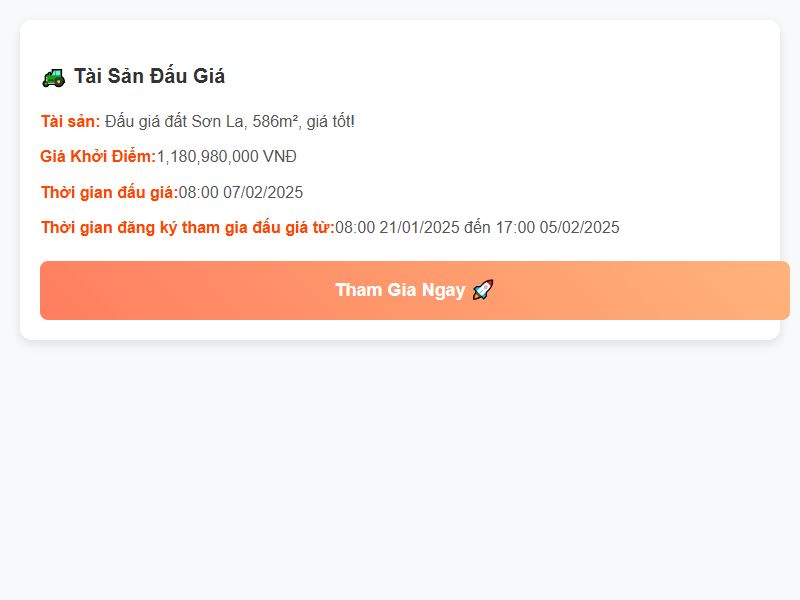 Tài Sản Đấu Giá
Tài sản: Đấu giá đất Sơn La, 586m², giá tốt!
Giá Khởi Điểm:1,180,980,000 VNĐ
Thời gian đấu giá:08:00 07/02/2025
Thời gian đăng ký tham gia đấu giá từ:08:00 21/01/2025 đến 17:00 05/02/2025
Tham Gia Ngay